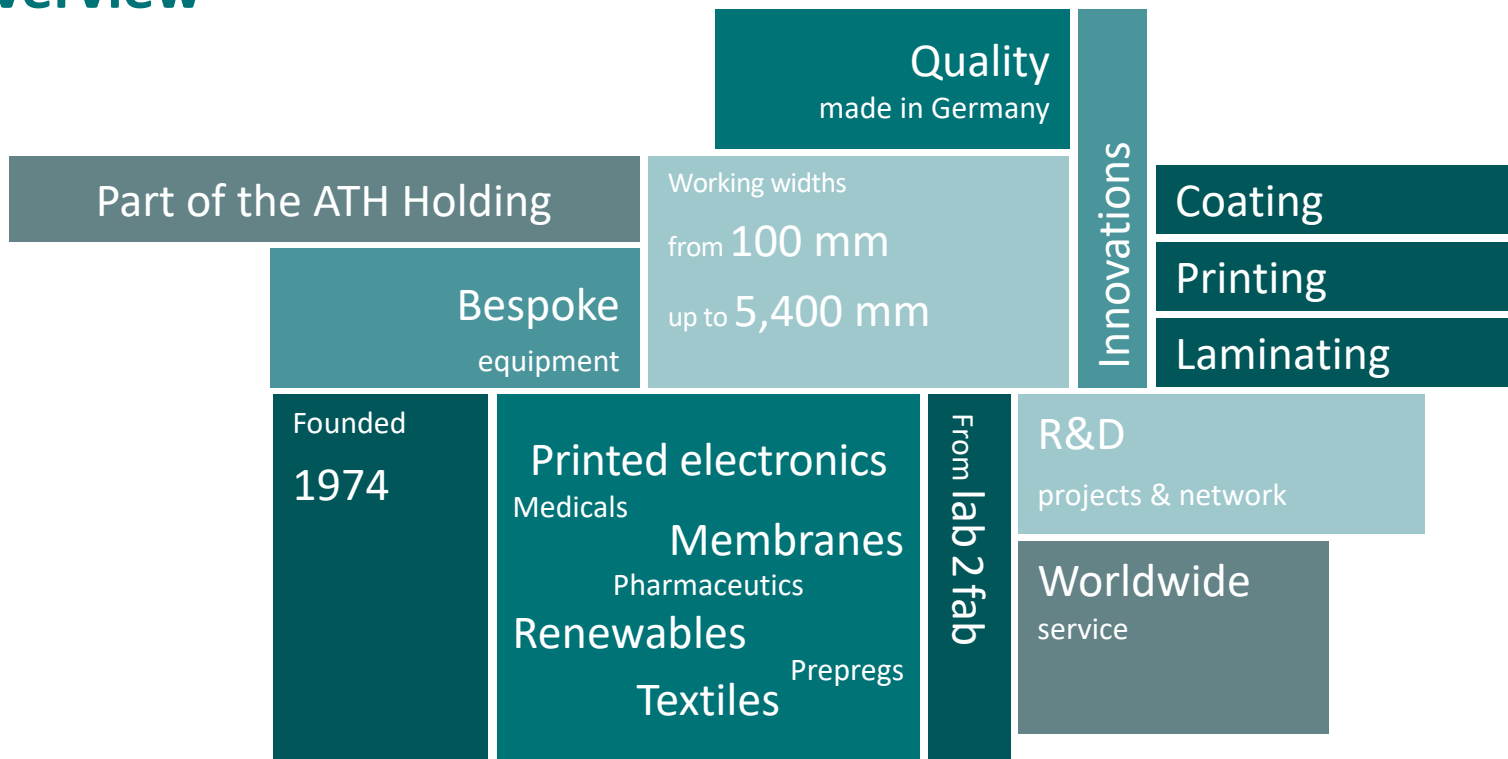 verview
Quality
made in Germany
Part of the ATH Holding
Working widths
from 100 mm
up to 5,400 mm
Innovations
Coating
Printing
Laminating
Bespoke
equipment
Founded
1974
Printed electronics
Medicals
Membranes
Pharmaceutics
Renewables
Prepregs
Textiles
From lab 2 fab
R&D
projects & network
Worldwide
service